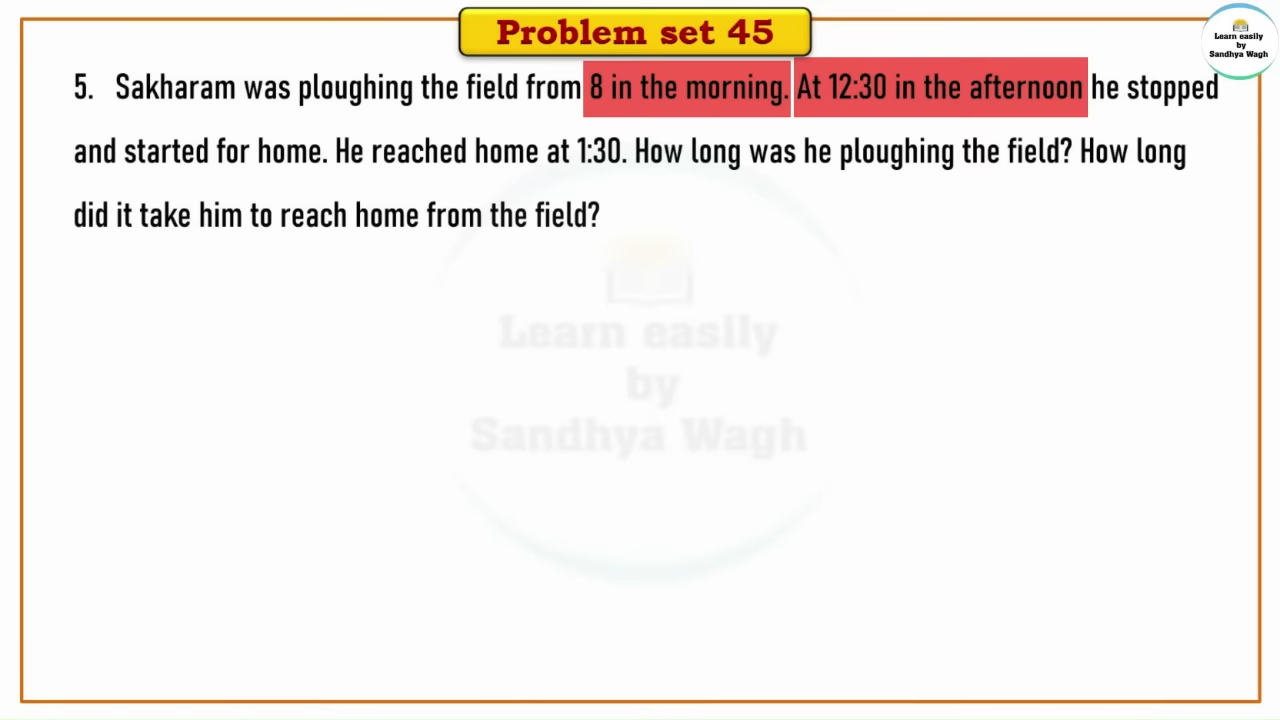 Problem set 45
Learn easily
by
Sandhya Wagh
5. Sakharam was ploughing the field from 8 in the morning. At 12:30 in the afternoon he stopped
and started for home. He reached home at 1:30. How long was he ploughing the field? How long
did it take him to reach home from the field?
Learn easily
by
Sandhya Wagh